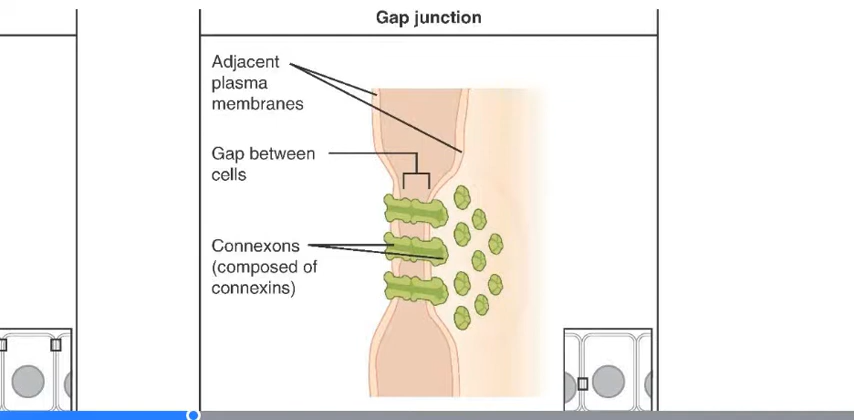 Gap junction
Adjacent
plasma
membranes
Gap between
cells
Connexons
(composed of
connexins)